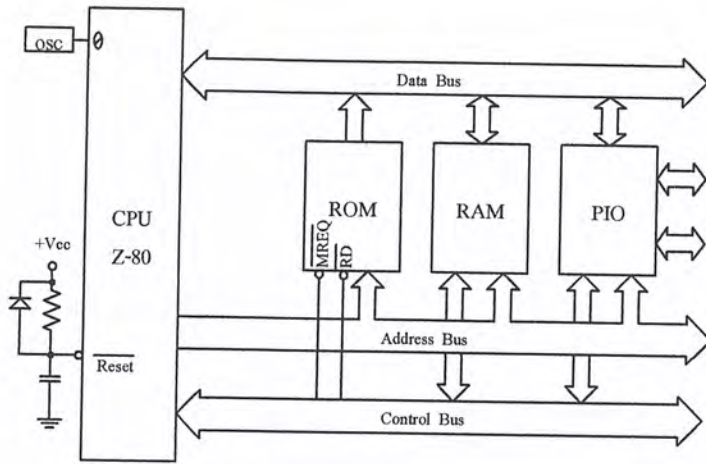 OSC
Ø
Data Bus
CPU
Z-80
ROM
RAM
PIO
MREQ
RD
+Vcc
Reset
Address Bus
Control Bus